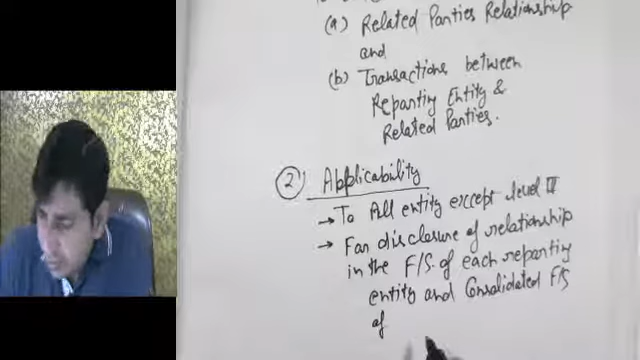 (a) Related Parties Relationship
and
(b) Transactions between
Reporting Entity &
Related Parties.
(2) Applicability
→ To All entity except level IV
→ For disclosure of relationship
in the F/S. of each reporting
entity and Consolidated F/S
of